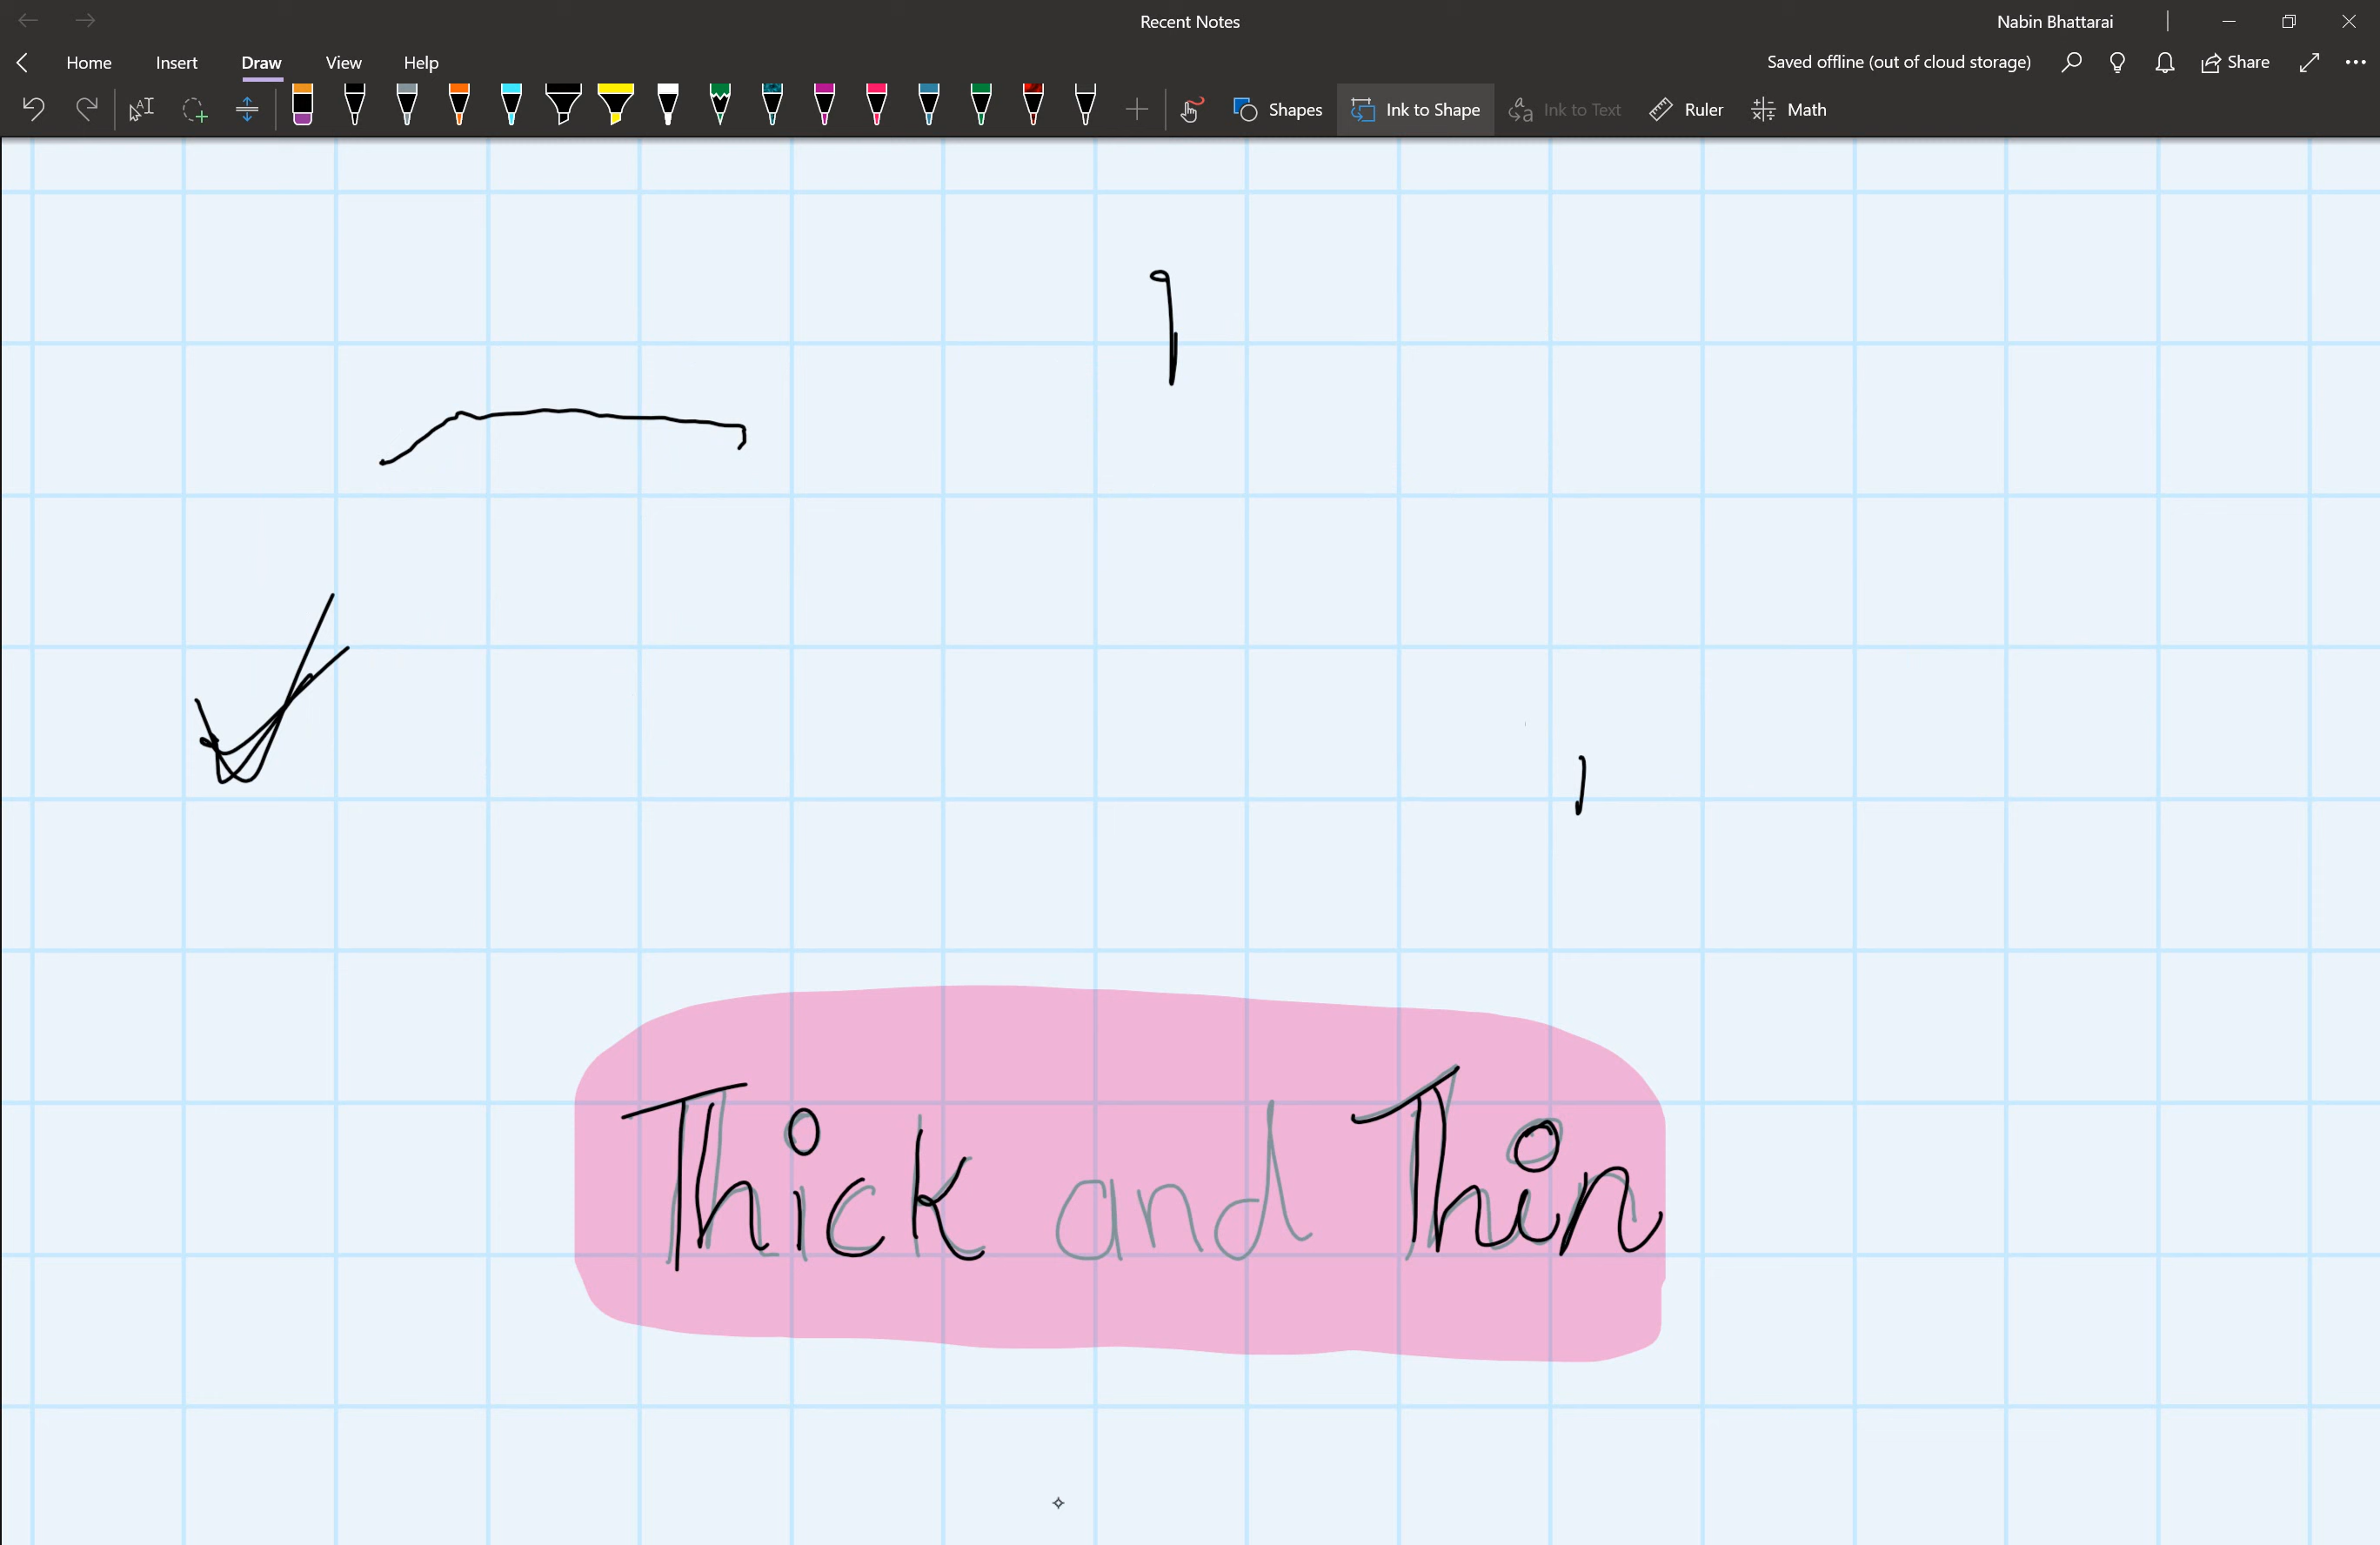 Recent Notes
Nabin Bhattarai
Home Insert Draw View Help
Saved offline (out of cloud storage)
Share
Shapes
Ink to Shape
Ink to Text
Ruler
Math
Thick and Thin